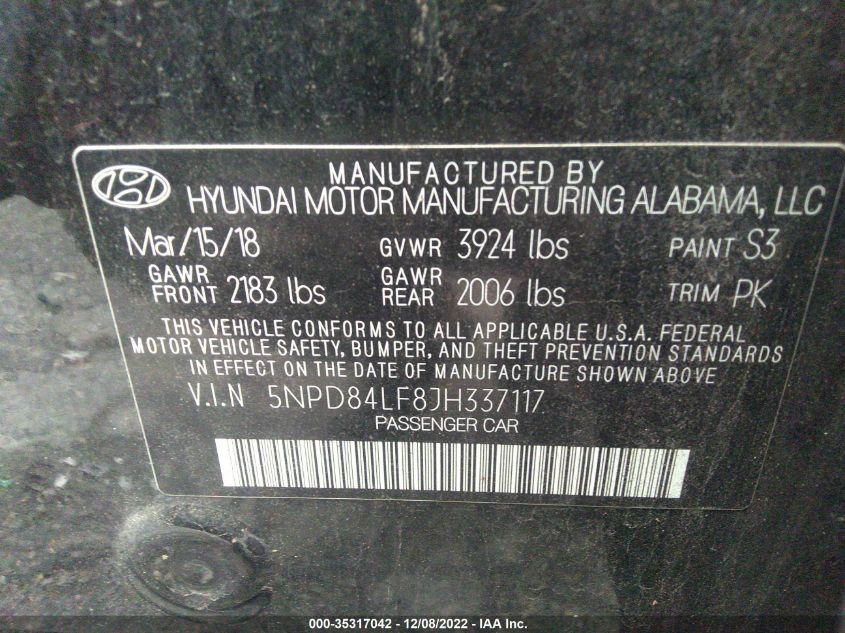 MANUFACTURED BY
HYUNDAI MOTOR MANUFACTURING ALABAMA, LLC
Mar/15/18 GVWR 3924 lbs PAINT S3
GAWR FRONT 2183 lbs GAWR REAR 2006 lbs TRIM PK
THIS VEHICLE CONFORMS TO ALL APPLICABLE U.S.A. FEDERAL
MOTOR VEHICLE SAFETY, BUMPER, AND THEFT PREVENTION STANDARDS
IN EFFECT ON THE DATE OF MANUFACTURE SHOWN ABOVE
V.I.N 5NPD84LF8JH337117
PASSENGER CAR
000-35317042 - 12/08/2022 - IAA Inc.